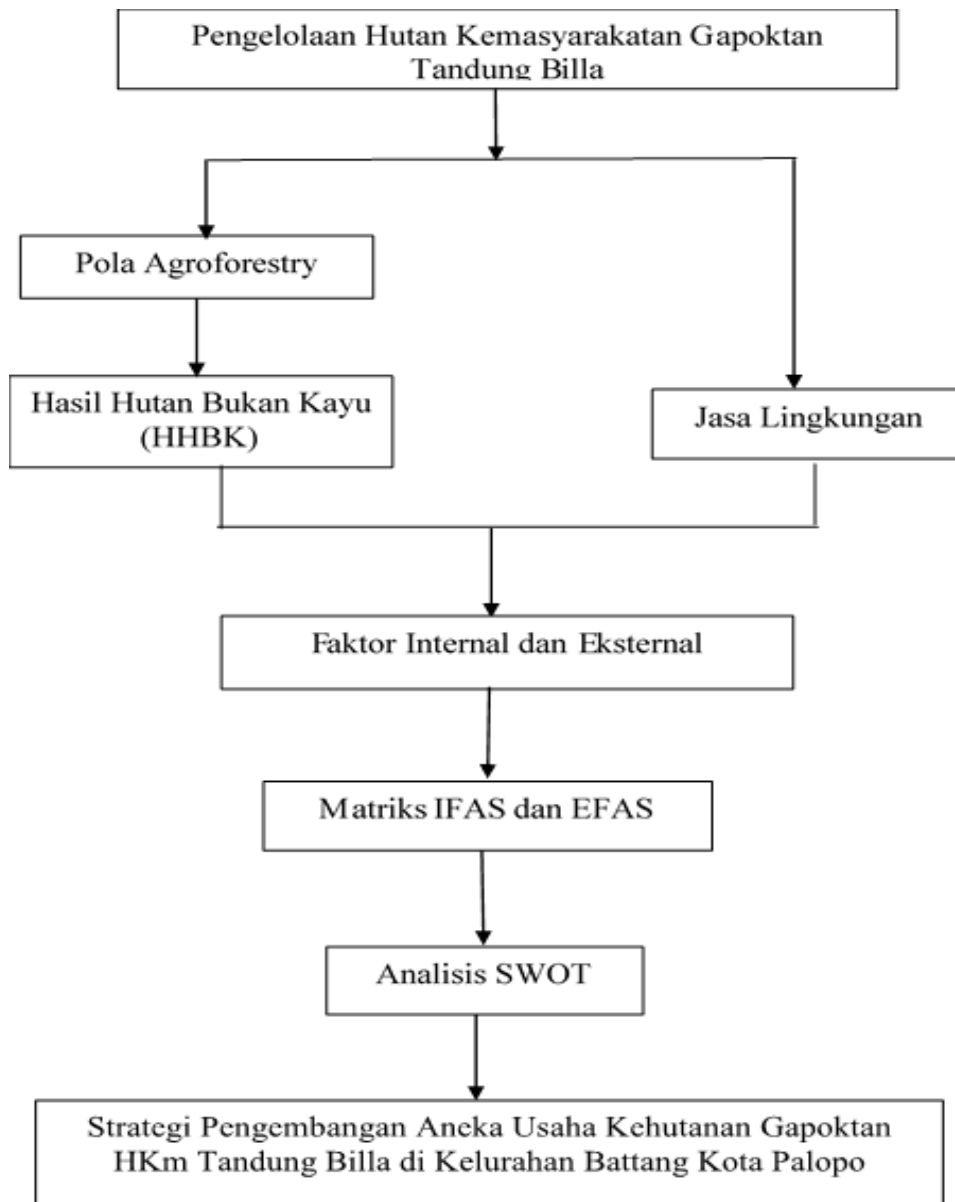 Pengelolaan Hutan Kemasyarakatan Gapoktan
Tandung Billa
Pola Agroforestry
Hasil Hutan Bukan Kayu
(HHBK)
Jasa Lingkungan
Faktor Internal dan Eksternal
Matriks IFAS dan EFAS
Analisis SWOT
Strategi Pengembangan Aneka Usaha Kehutanan Gapoktan
HKm Tandung Billa di Kelurahan Battang Kota Palopo